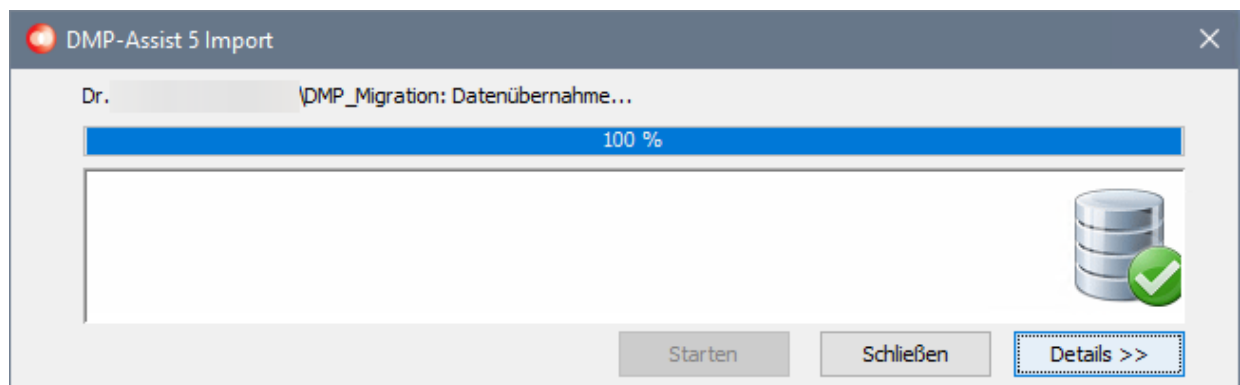 DMP-Assist 5 Import
Dr. \DMP_Migration: Datenübernahme...
100 %
Starten
Schließen
Details >>